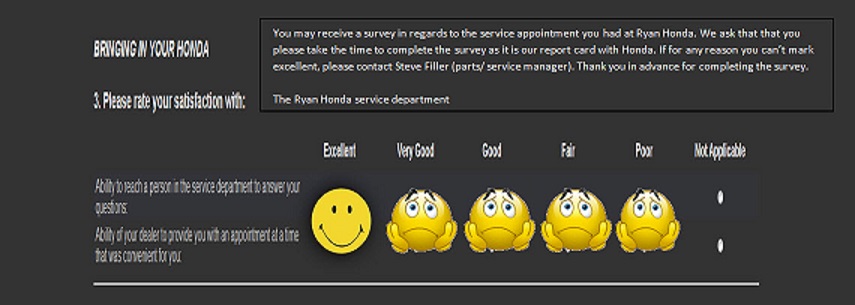 BRINGING IN YOUR HONDA
You may receive a survey in regards to the service appointment you had at Ryan Honda. We ask that that you
please take the time to complete the survey as it is our report card with Honda. If for any reason you can't mark
excellent, please contact Steve Filler (parts/ service manager). Thank you in advance for completing the survey.
The Ryan Honda service department
3. Please rate your satisfaction with:
Excellent Very Good Good Fair Poor Not Applicable
Ability to reach a person in the service department to answer your
questions:
Ability of your dealer to provide you with an appointment at a time
that was convenient for you: